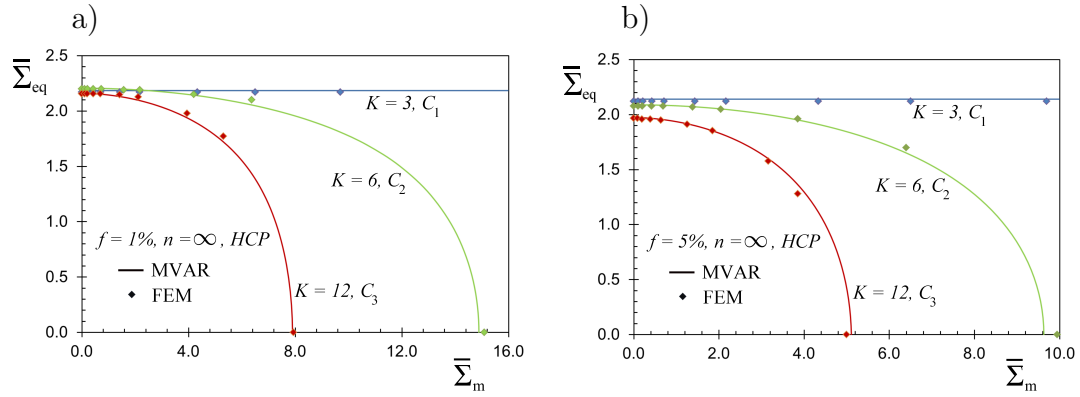 a)
Σ̅eq
2.5
2.0
1.5
1.0
0.5
0.0
0.0 4.0 8.0 12.0 16.0
Σ̅m
K = 3, C1
K = 6, C2
f = 1%, n = ∞ , HCP
MVAR
FEM
K = 12, C3
b)
Σ̅eq
2.5
2.0
1.5
1.0
0.5
0.0
0.0 2.0 4.0 6.0 8.0 10.0
Σ̅m
K = 3, C1
K = 6, C2
f = 5%, n = ∞ , HCP
MVAR
FEM
K = 12, C3